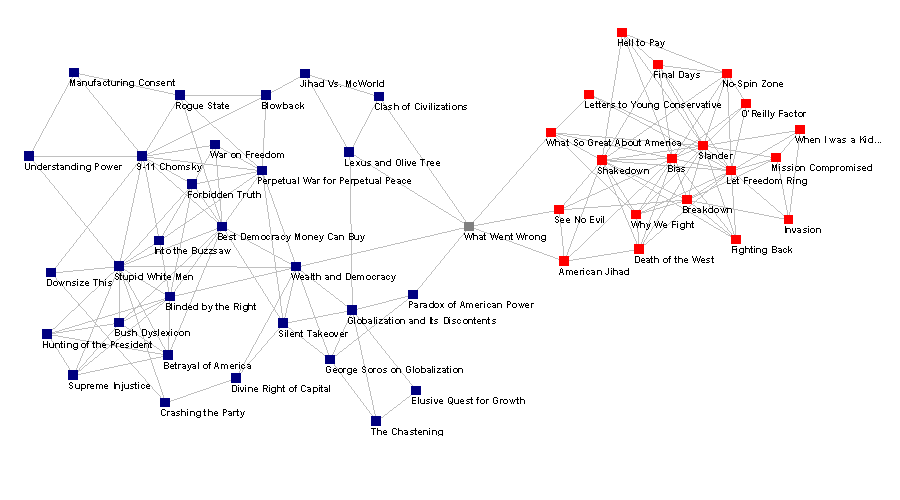 Hell to Pay
Final Days
No-Spin Zone
Manufacturing Consent
Jihad Vs. McWorld
Rogue State
Blowback
Clash of Civilizations
Letters to Young Conservative
O'Reilly Factor
What So Great About America
When I was a Kid...
War on Freedom
Slander
Understanding Power
9-11 Chomsky
Lexus and Olive Tree
Shakedown
Bias
Mission Compromised
Perpetual War for Perpetual Peace
Let Freedom Ring
Forbidden Truth
Breakdown
See No Evil
Why We Fight
Invasion
Best Democracy Money Can Buy
What Went Wrong
Into the Buzzsaw
Fighting Back
Death of the West
American Jihad
Downsize This
Stupid White Men
Wealth and Democracy
Blinded by the Right
Paradox of American Power
Globalization and Its Discontents
Bush Dyslexicon
Silent Takeover
Hunting of the President
Betrayal of America
George Soros on Globalization
Supreme Injustice
Divine Right of Capital
Elusive Quest for Growth
Crashing the Party
The Chastening